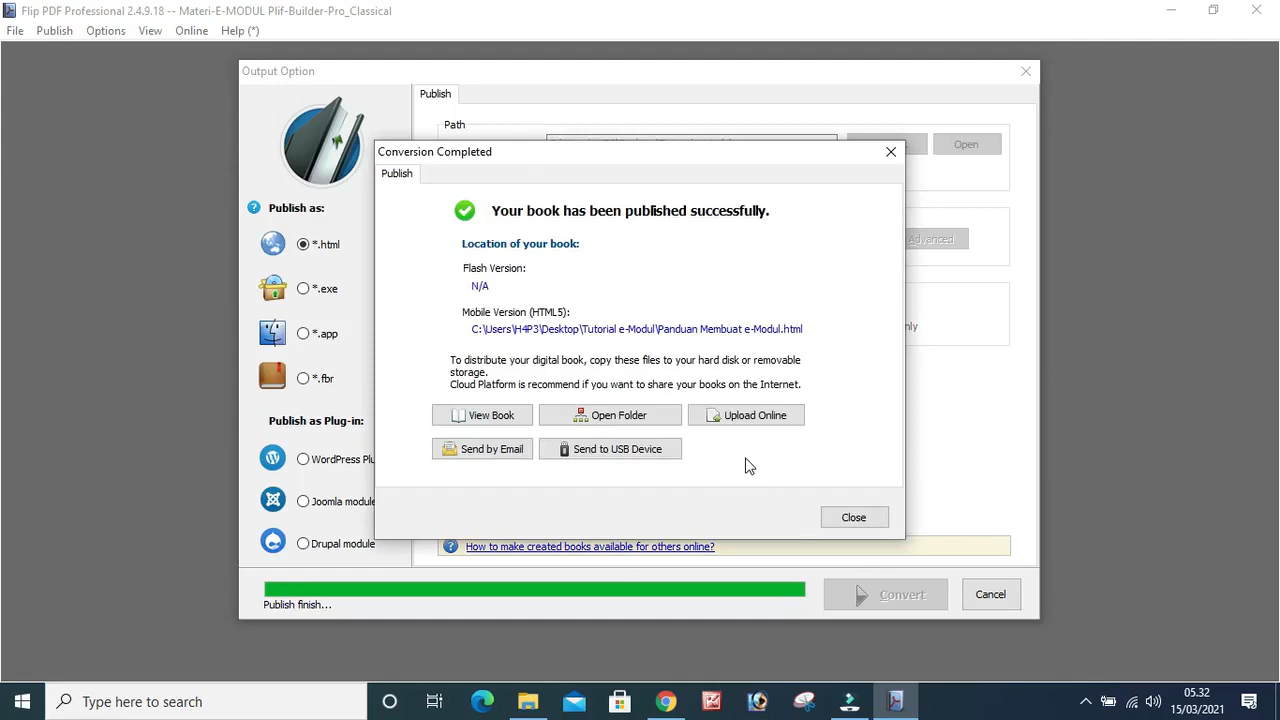 Flip PDF Professional 2.4.9.18 -- Materi-E-MODUL Plif-Builder-Pro_Classical
File Publish Options View Online Help (*)
Output Option
Publish
Path
Open
Conversion Completed
Publish
Your book has been published successfully.
Publish as:
*.html
Location of your book:
Advanced
Flash Version:
N/A
*.exe
Mobile Version (HTML5):
C:\Users\H4P3\Desktop\Tutorial e-Modul\Panduan Membuat e-Modul.html
*.app
nly
To distribute your digital book, copy these files to your hard disk or removable
storage.
Cloud Platform is recommend if you want to share your books on the Internet.
*.fbr
View Book Open Folder Upload Online
Publish as Plug-in:
Send by Email Send to USB Device
WordPress Plu
Joomla module
Close
Drupal module
How to make created books available for others online?
Convert Cancel
Publish finish...
Type here to search
05.32
15/03/2021